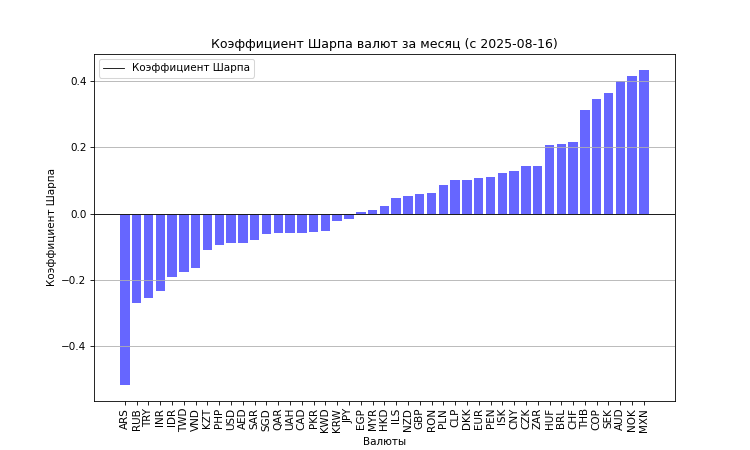 Коэффициент Шарпа валют за месяц (с 2025-08-16)
Коэффициент Шарпа
0.4
0.2
0.0
−0.2
−0.4
Коэффициент Шарпа
ARS RUB TRY INR IDR TWD VND KZT PHP USD AED SAR SGD QAR UAH CAD PKR KWD KRW JPY EGP MYR HKD ILS NZD GBP RON PLN CLP DKK EUR PEN ISK CNY CZK ZAR HUF BRL CHF THB COP SEK AUD NOK MXN
Валюты